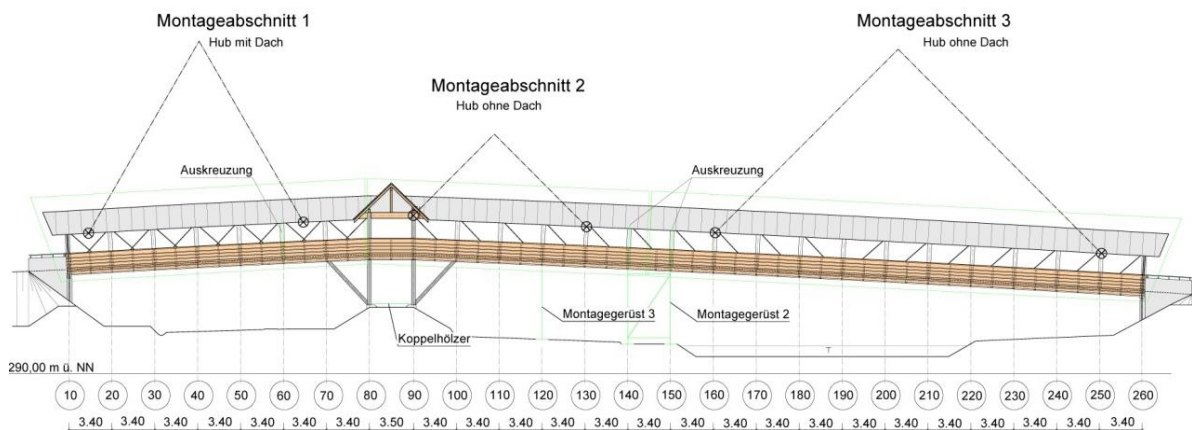 Montageabschnitt 1
Hub mit Dach
Montageabschnitt 2
Hub ohne Dach
Montageabschnitt 3
Hub ohne Dach
Auskreuzung
Auskreuzung
Montagegerüst 3
Montagegerüst 2
Koppelhölzer
290,00 m ü. NN
10 20 30 40 50 60 70 80 90 100 110 120 130 140 150 160 170 180 190 200 210 220 230 240 250 260
3.40 3.40 3.40 3.40 3.40 3.40 3.40 3.50 3.40 3.40 3.40 3.40 3.40 3.40 3.40 3.40 3.40 3.40 3.40 3.40 3.40 3.40 3.40 3.40 3.40